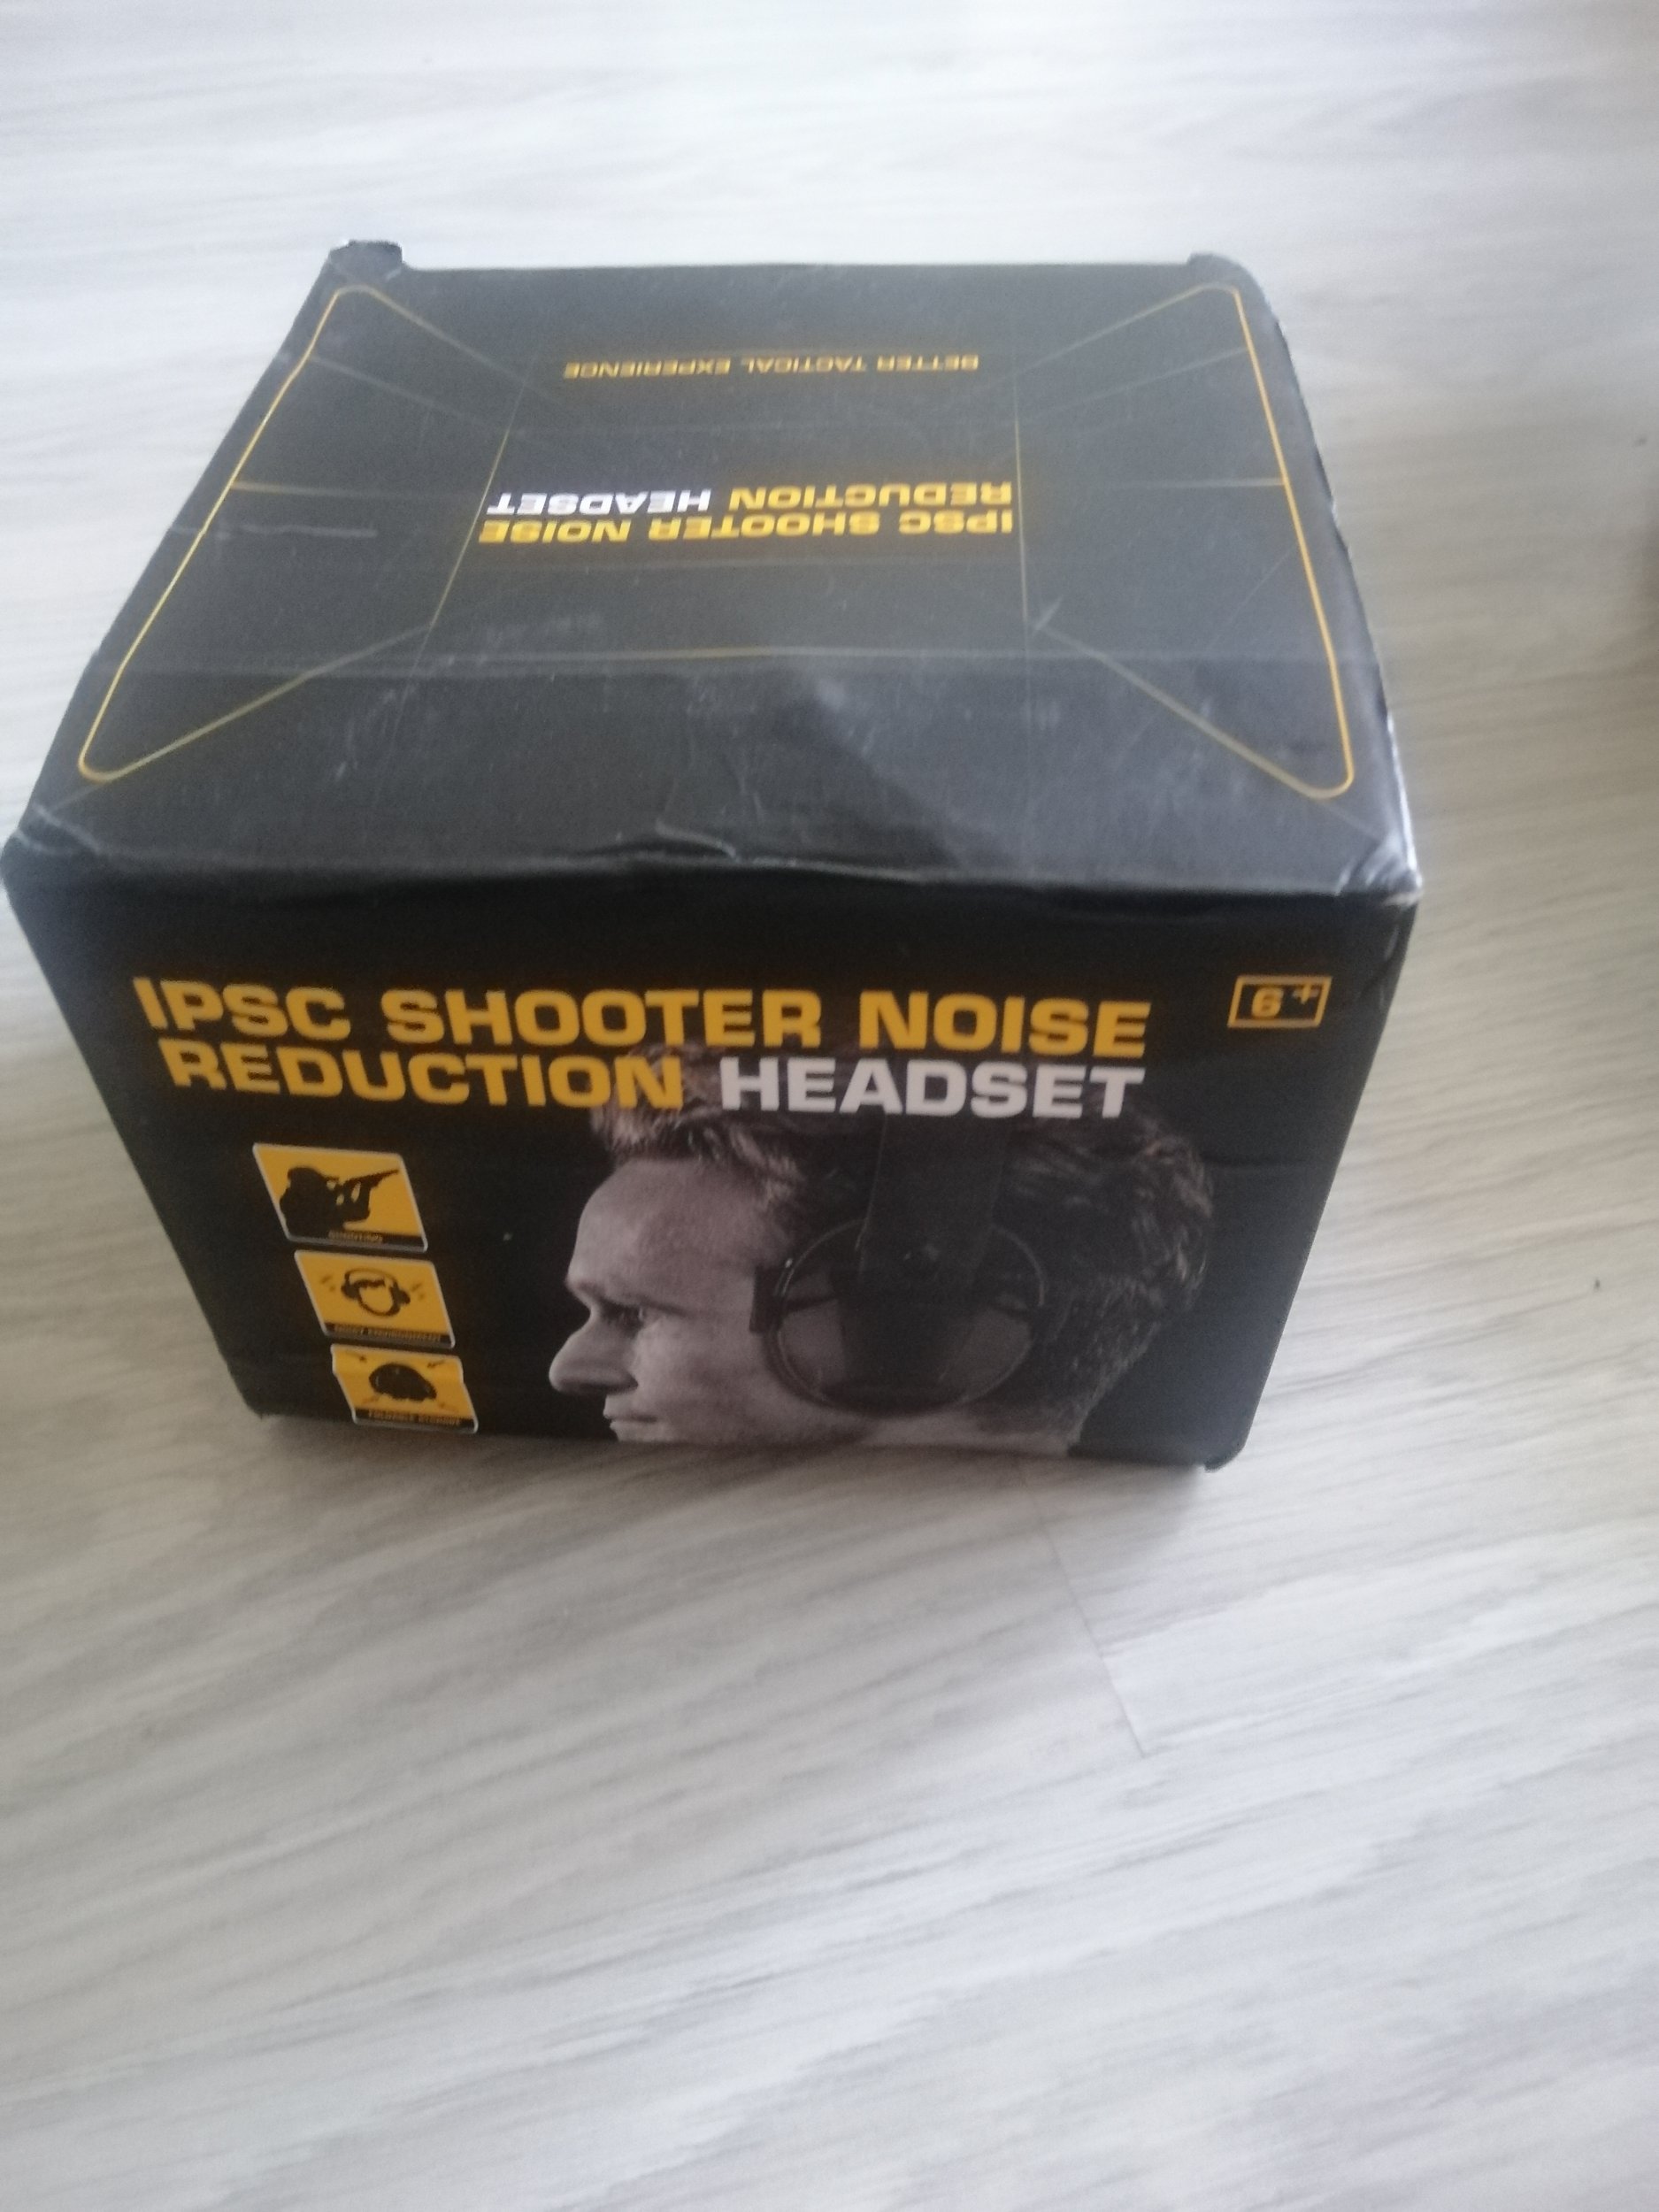 BETTER TACTICAL EXPERIENCE
IPSC SHOOTER NOISE
REDUCTION HEADSET
IPSC SHOOTER NOISE
REDUCTION HEADSET
6+